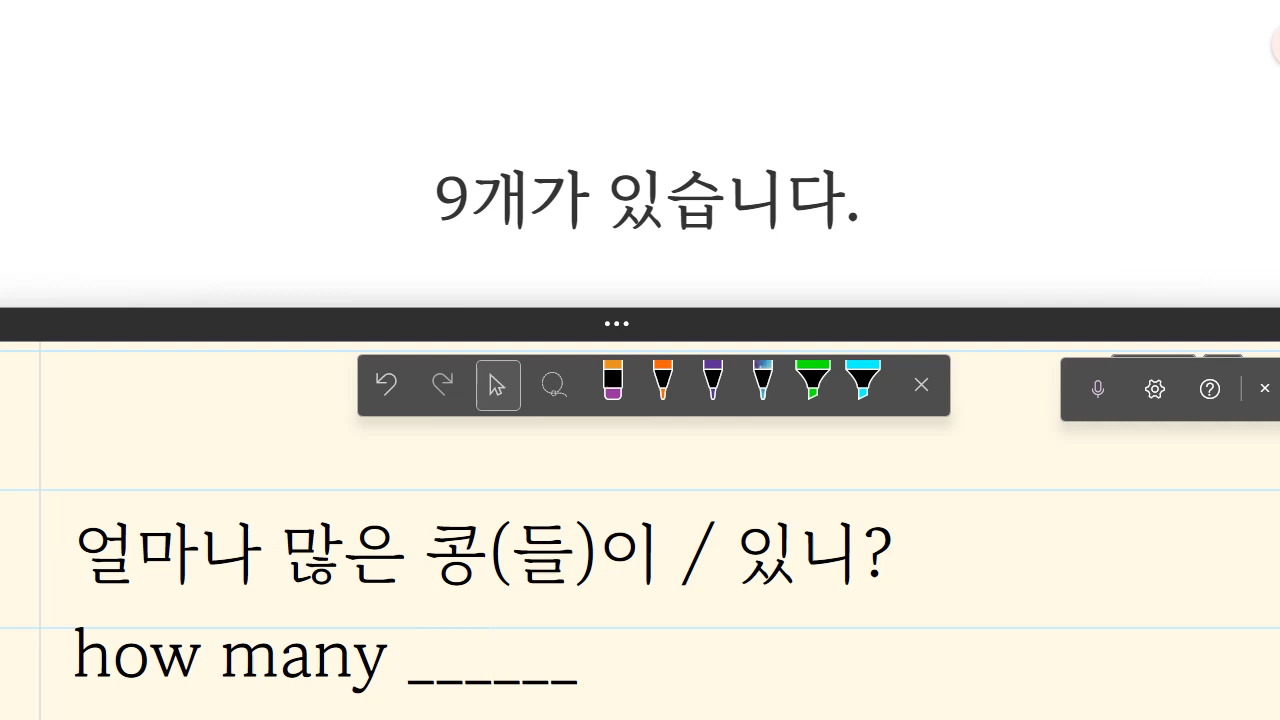 9개가 있습니다.
얼마나 많은 콩(들)이 / 있니?
how many ______